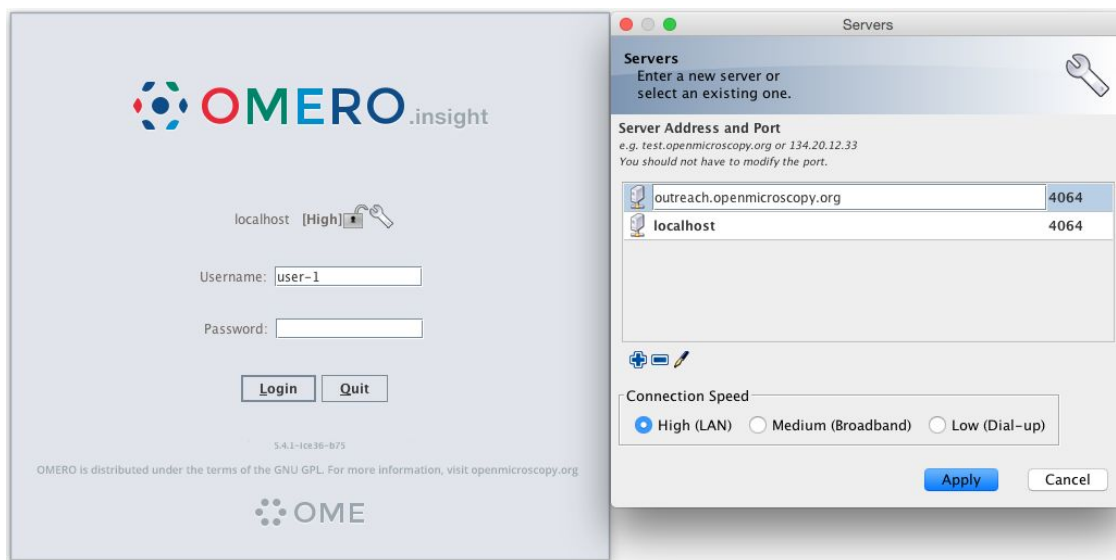 OMERO.insight
localhost [High]
Username: user-1
Password:
Login Quit
5.4.1-ice36-b75
OMERO is distributed under the terms of the GNU GPL. For more information, visit openmicroscopy.org
OME
Servers
Servers
Enter a new server or
select an existing one.
Server Address and Port
e.g. test.openmicroscopy.org or 134.20.12.33
You should not have to modify the port.
outreach.openmicroscopy.org 4064
localhost 4064
Connection Speed
High (LAN) Medium (Broadband) Low (Dial-up)
Apply Cancel